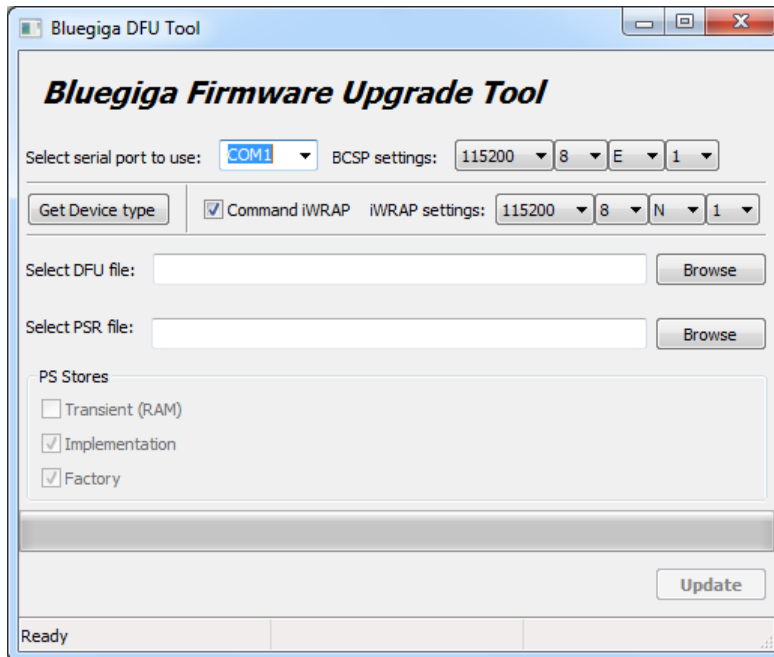 Bluegiga DFU Tool
Bluegiga Firmware Upgrade Tool
Select serial port to use: COM1 BCSP settings: 115200 8 E 1
Get Device type Command iWRAP iWRAP settings: 115200 8 N 1
Select DFU file: Browse
Select PSR file: Browse
PS Stores
Transient (RAM)
Implementation
Factory
Update
Ready